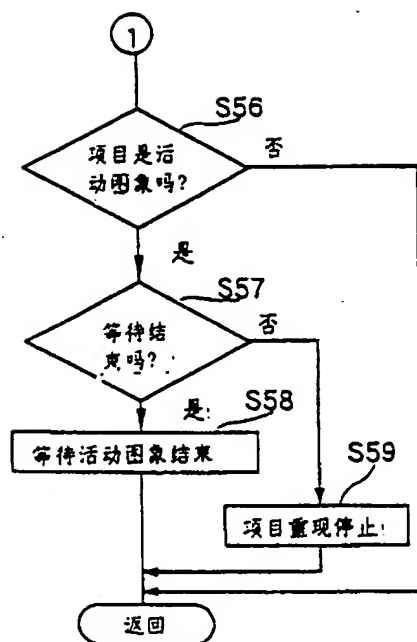 1
S56
项目是活
动图象吗?
否
是
S57
等待结
束吗?
否
是:
S58
等待活动图象结束
S59
项目重现停止:
返回